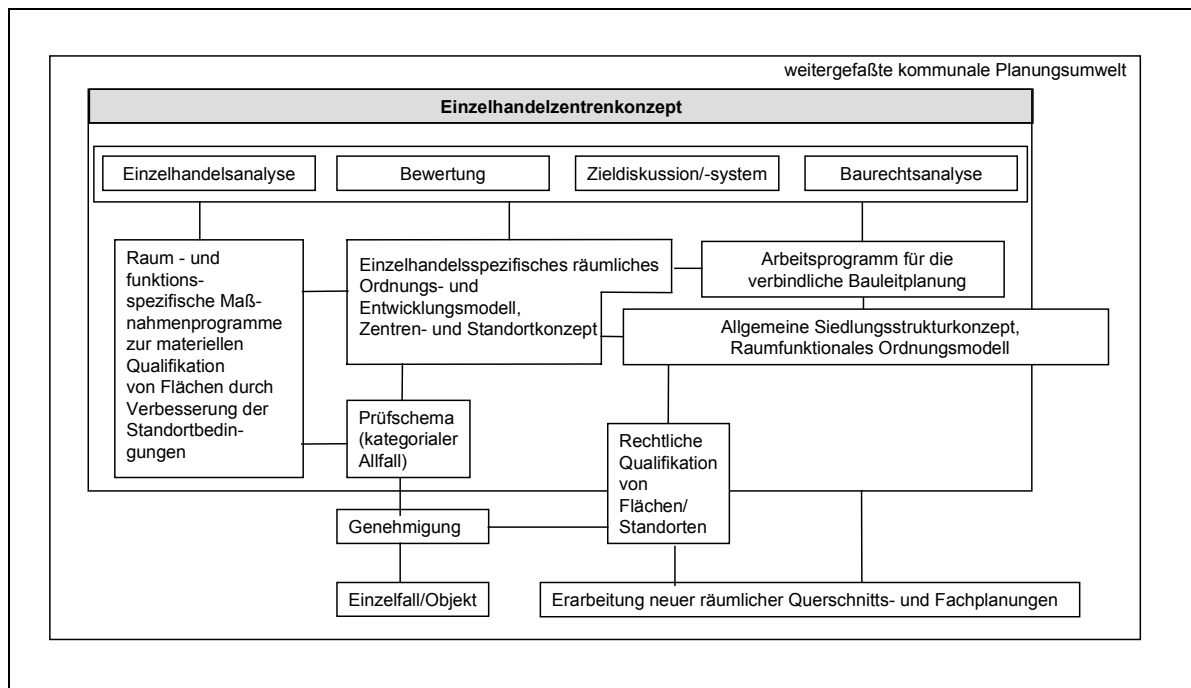 weitergefaßte kommunale Planungsumwelt
Einzelhandelzentrenkonzept
Einzelhandelsanalyse
Bewertung
Zieldiskussion/-system
Baurechtsanalyse
Raum - und
funktions-
spezifische Maß-
nahmenprogramme
zur materiellen
Qualifikation
von Flächen durch
Verbesserung der
Standortbedin-
gungen
Einzelhandelsspezifisches räumliches
Ordnungs- und
Entwicklungsmodell,
Zentren- und Standortkonzept
Arbeitsprogramm für die
verbindliche Bauleitplanung
Allgemeine Siedlungsstrukturkonzept,
Raumfunktionales Ordnungsmodell
Prüfschema
(kategorialer
Allfall)
Rechtliche
Qualifikation
von
Flächen/
Standorten
Genehmigung
Einzelfall/Objekt
Erarbeitung neuer räumlicher Querschnitts- und Fachplanungen